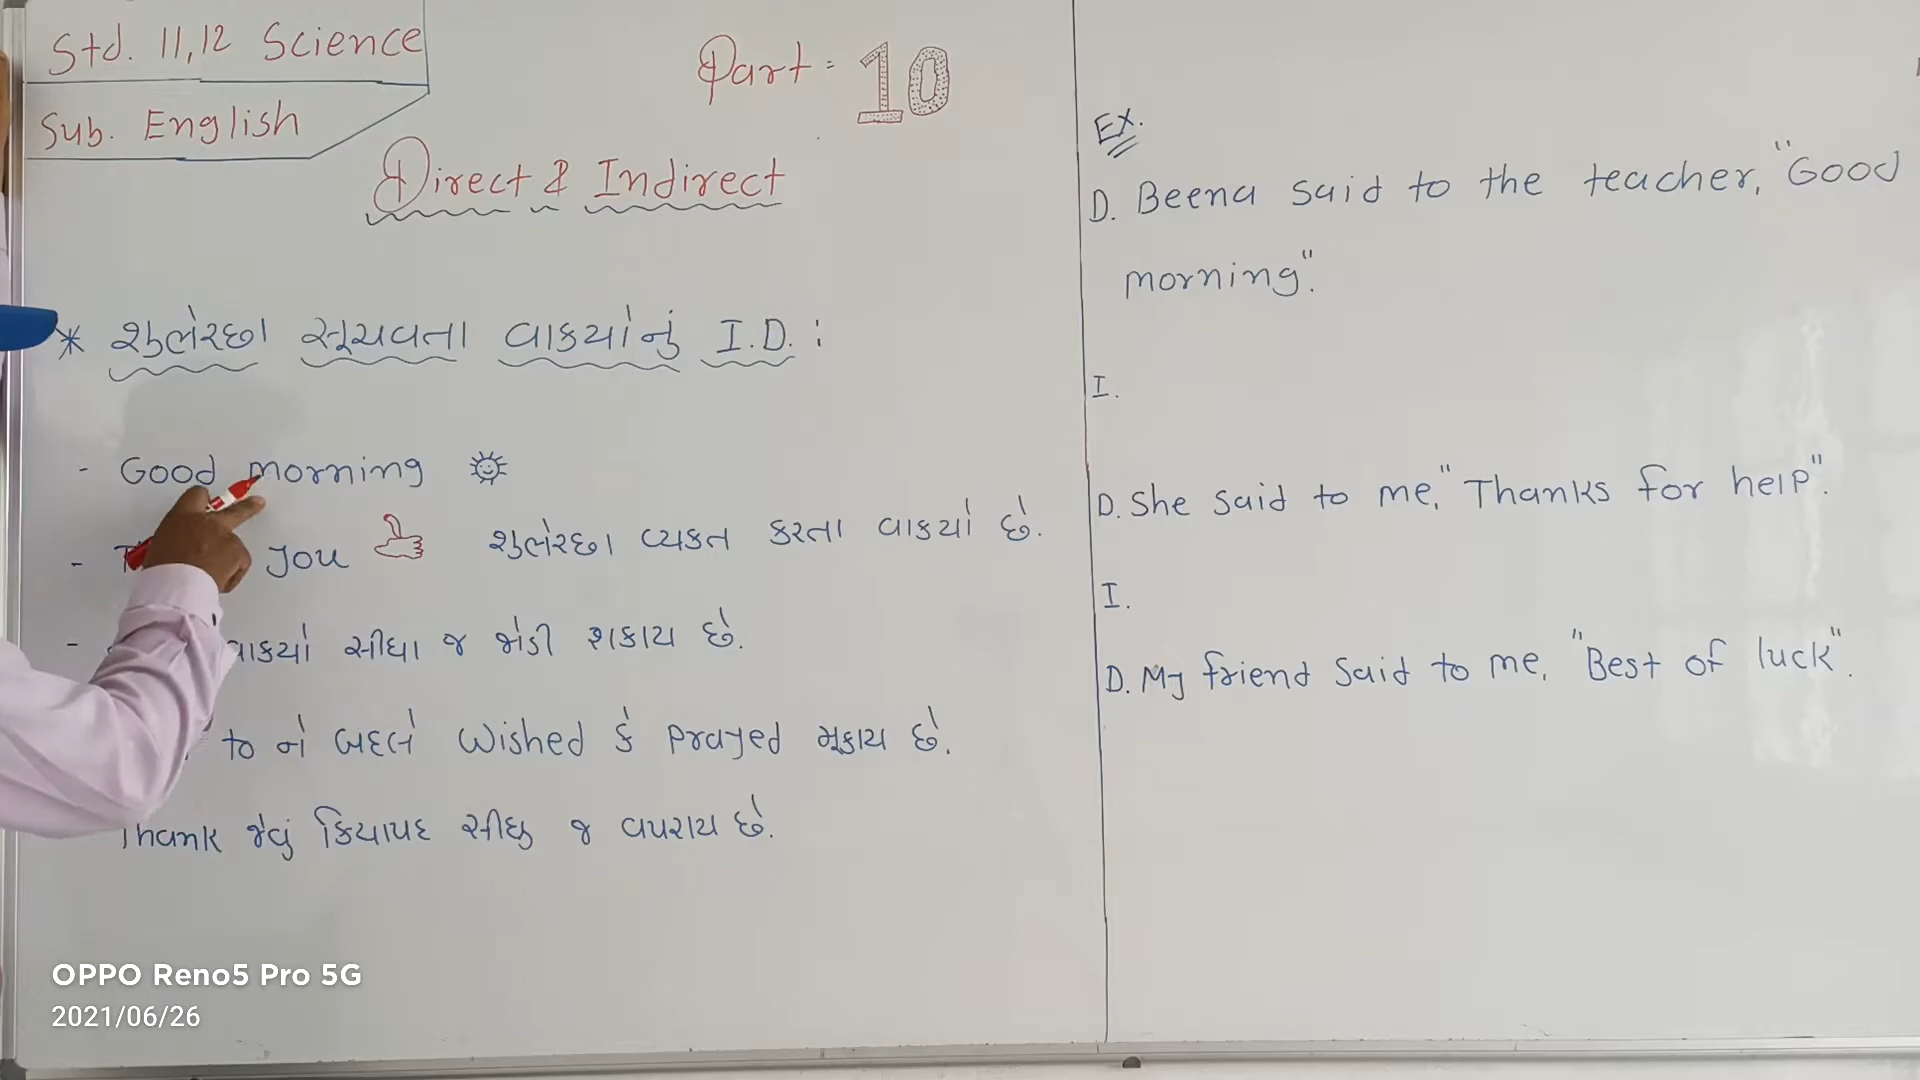 Std. 11,12 Science
Sub. English
Part : 10
Direct & Indirect
* શુભેચ્છા સૂચવતા વાક્યોનું I.D. :
- Good morning
- you શુભેચ્છા વ્યક્ત કરતા વાક્યો છે.
- વાક્યો સીધા જ જોડી શકાય છે.
to ને બદલે wished કે prayed મૂકાય છે.
Thank જેવું ક્રિયાપદ સીધુ જ વપરાય છે.
Ex.
D. Beena said to the teacher, "Good
morning".
I.
D. She said to me, "Thanks for help".
I.
D. My friend said to me, "Best of luck".
OPPO Reno5 Pro 5G
2021/06/26